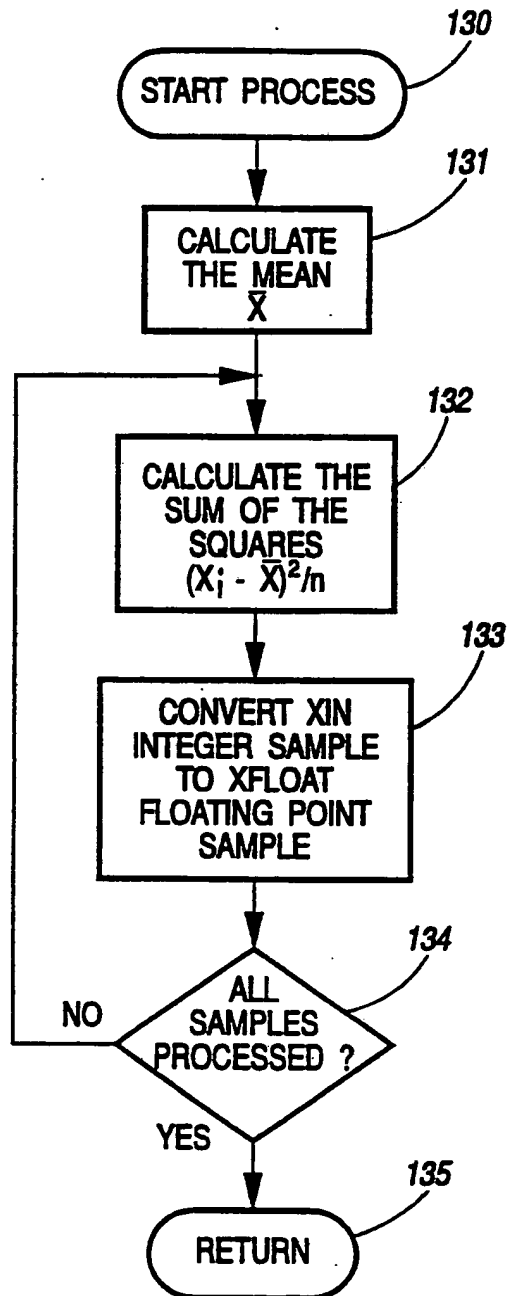 130
START PROCESS
131
CALCULATE
THE MEAN
X̅
132
CALCULATE THE
SUM OF THE
SQUARES
(Xi - X̅)²/n
133
CONVERT XIN
INTEGER SAMPLE
TO XFLOAT
FLOATING POINT
SAMPLE
134
ALL
SAMPLES
PROCESSED ?
NO
YES
135
RETURN